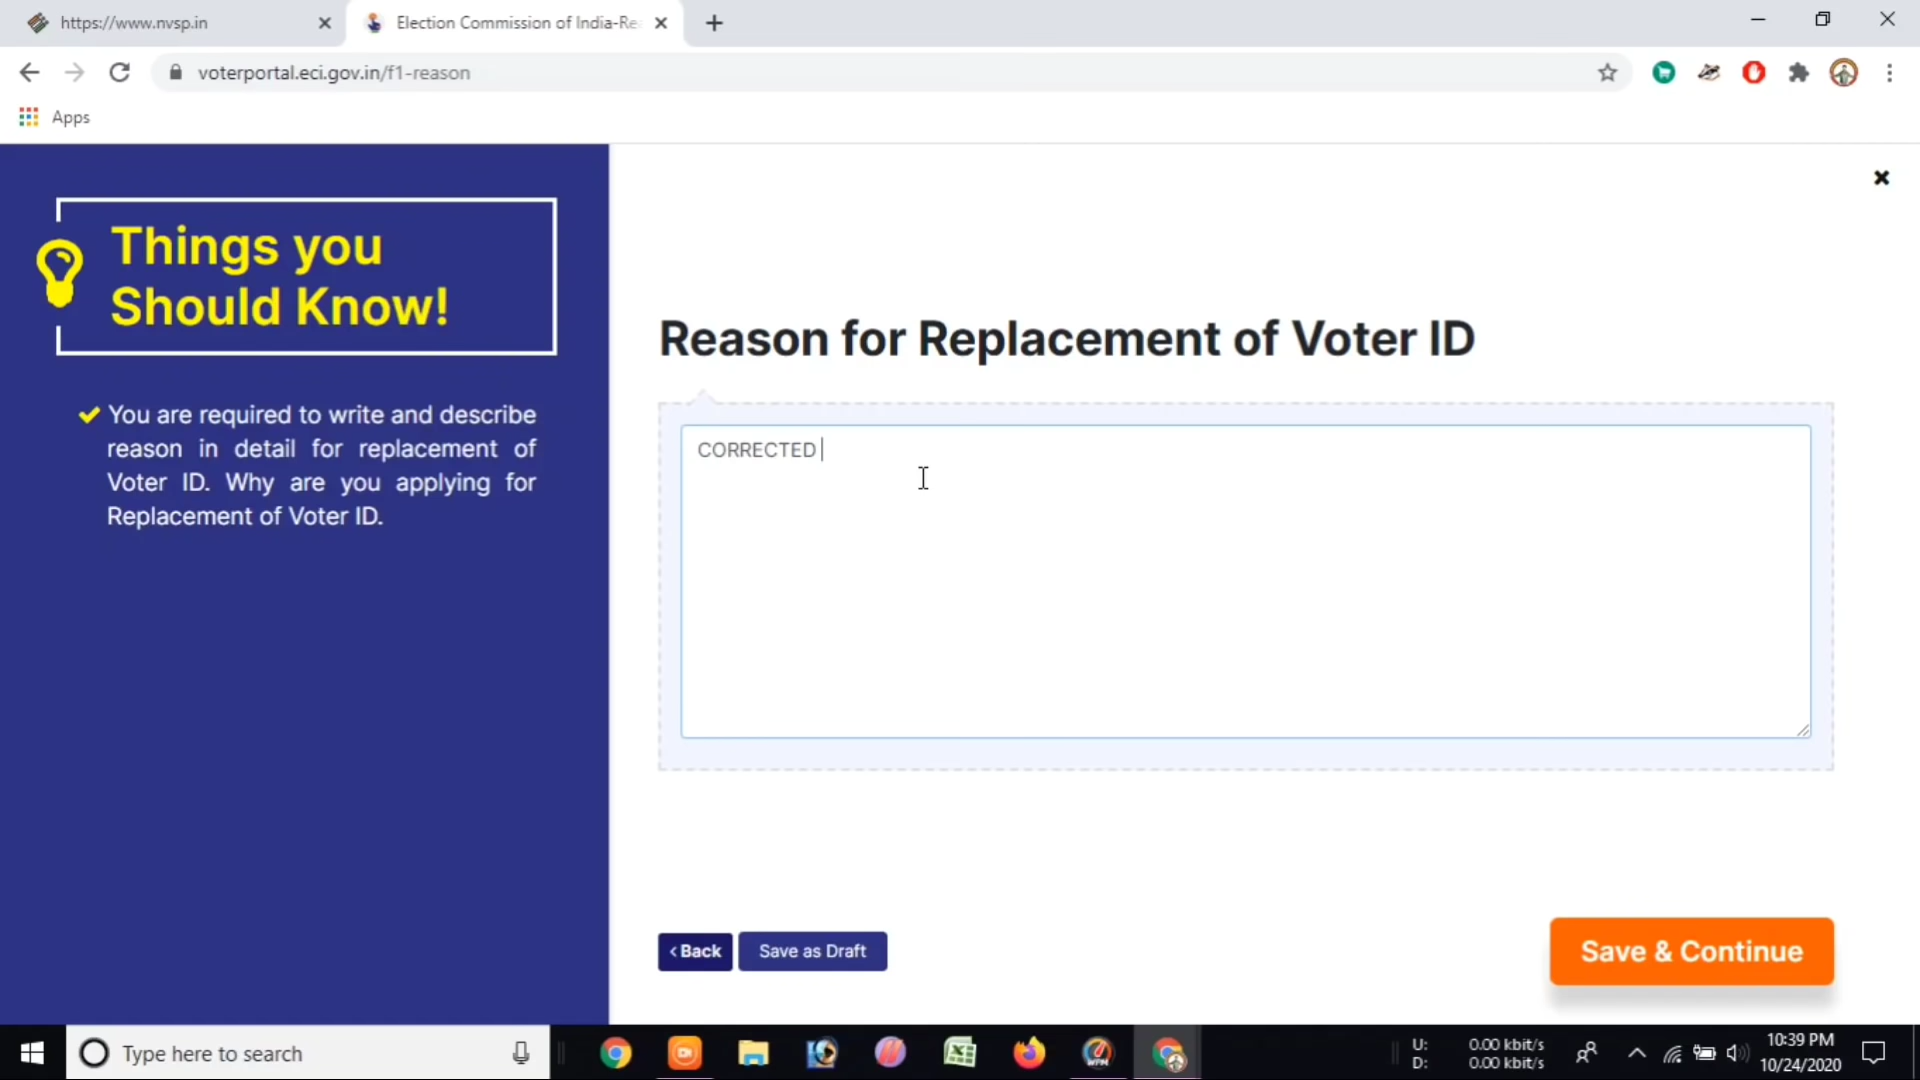 https://www.nvsp.in
Election Commission of India-Re
voterportal.eci.gov.in/f1-reason
Apps
Things you
Should Know!
You are required to write and describe
reason in detail for replacement of
Voter ID. Why are you applying for
Replacement of Voter ID.
Reason for Replacement of Voter ID
CORRECTED
Back
Save as Draft
Save & Continue
Type here to search
U: 0.00 kbit/s
D: 0.00 kbit/s
10:39 PM
10/24/2020